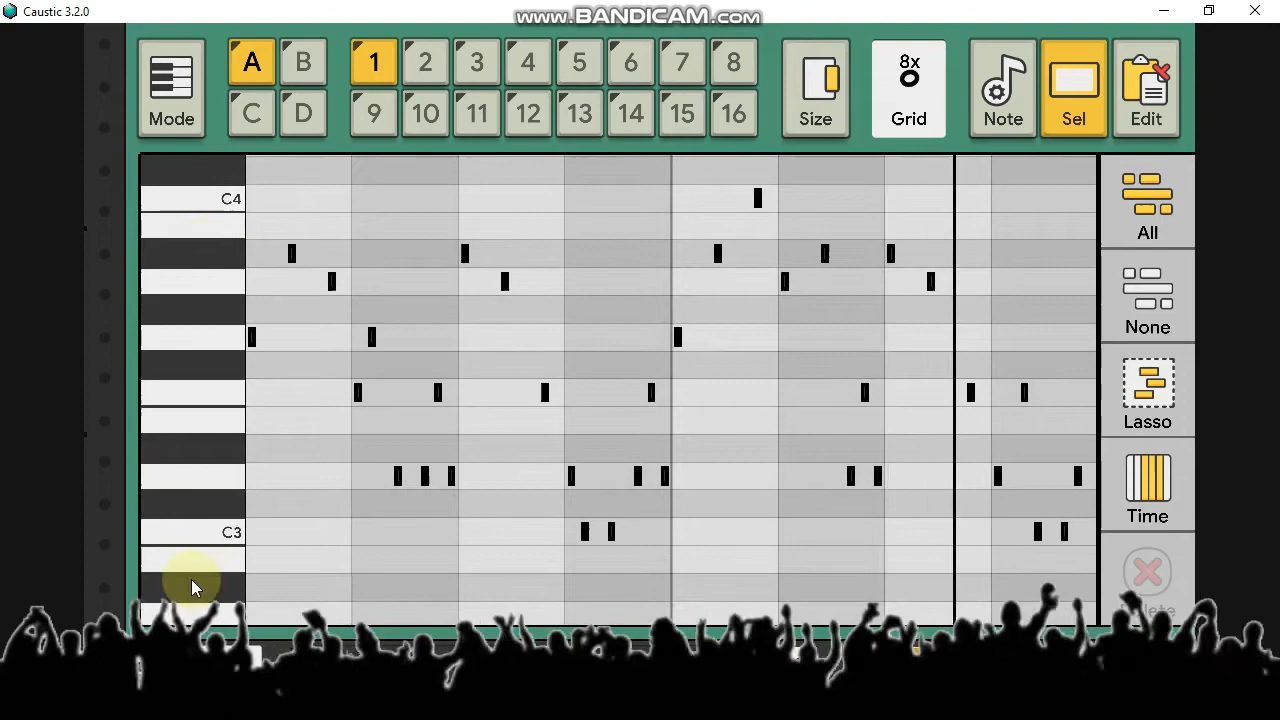 Caustic 3.2.0
www.BANDICAM.com
A B 1 2 3 4 5 6 7 8
8x
Mode C D 9 10 11 12 13 14 15 16 Size Grid Note Sel Edit
C4
All
None
Lasso
Time
C3
Delete